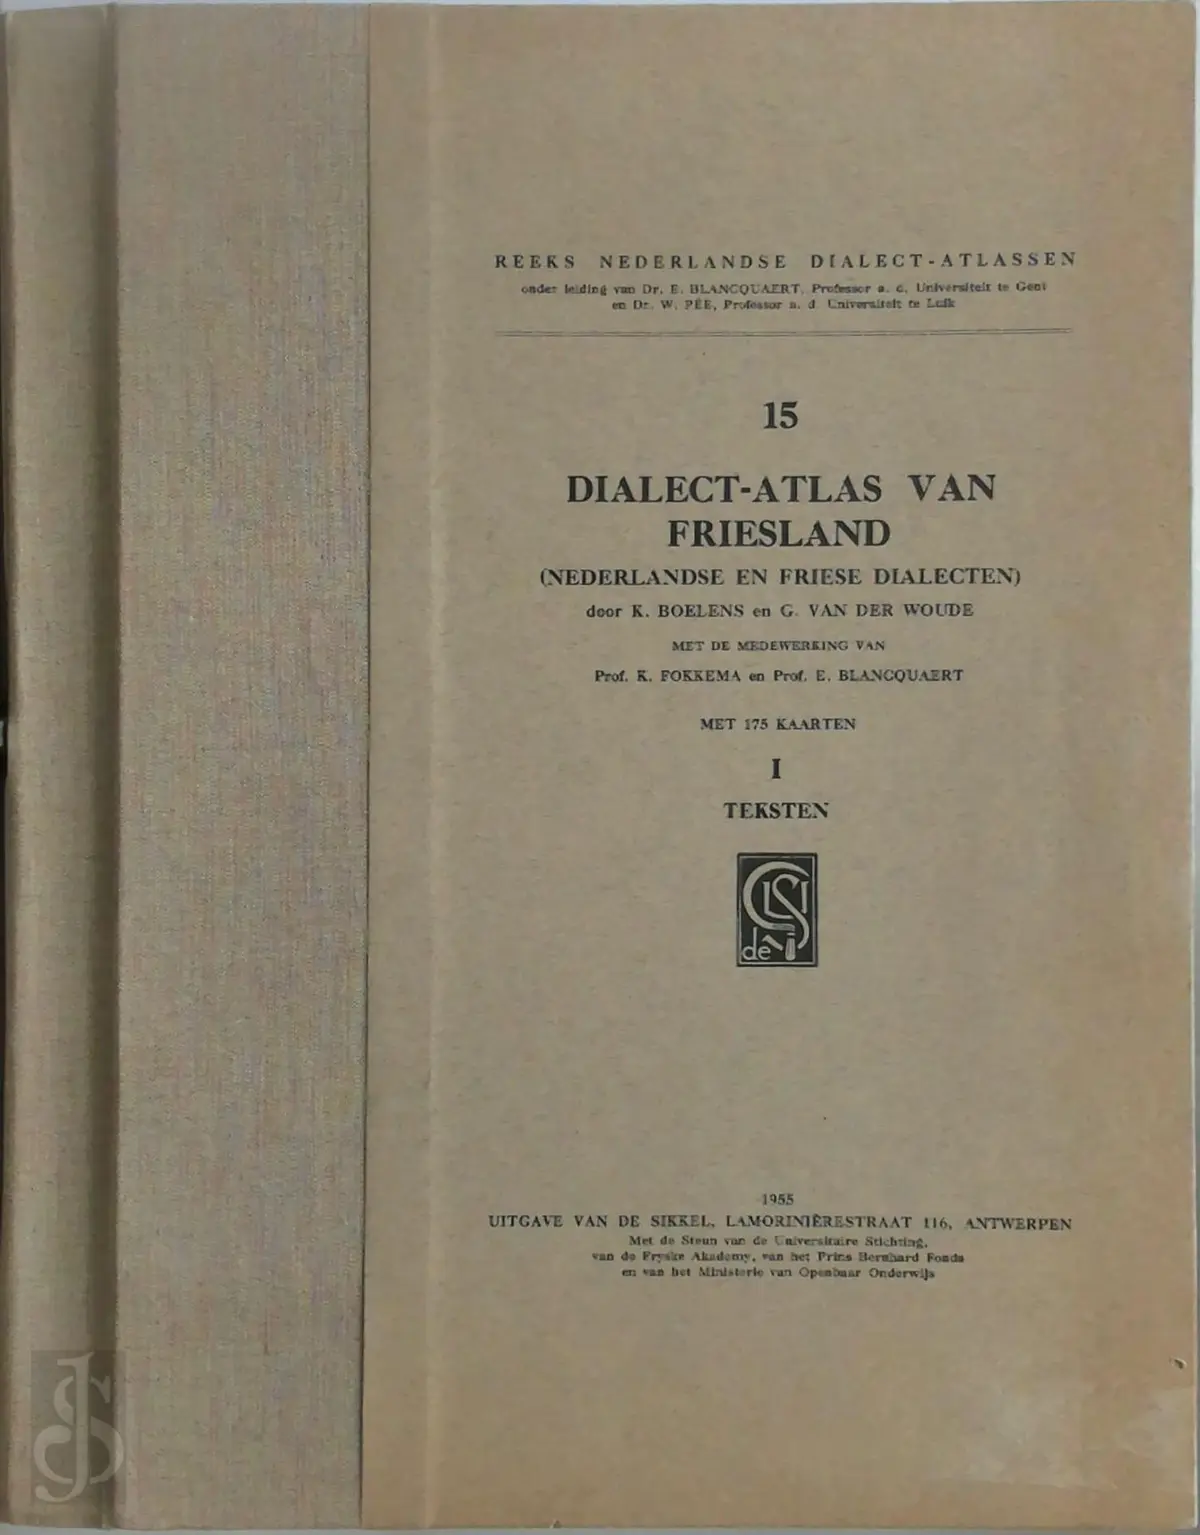 REEKS NEDERLANDSE DIALECT-ATLASSEN
onder leiding van Dr. E. BLANCQUAERT, Professor a. d. Universiteit te Gent
en Dr. W. PÉE, Professor a. d. Universiteit te Luik
15
DIALECT-ATLAS VAN
FRIESLAND
(NEDERLANDSE EN FRIESE DIALECTEN)
door K. BOELENS en G. VAN DER WOUDE
MET DE MEDEWERKING VAN
Prof. K. FOKKEMA en Prof. E. BLANCQUAERT
MET 175 KAARTEN
I
TEKSTEN
de
1955
UITGAVE VAN DE SIKKEL, LAMORINIÈRESTRAAT 116, ANTWERPEN
Met de Steun van de Universitaire Stichting,
van de Fryske Akademy, van het Prins Bernhard Fonds
en van het Ministerie van Openbaar Onderwijs